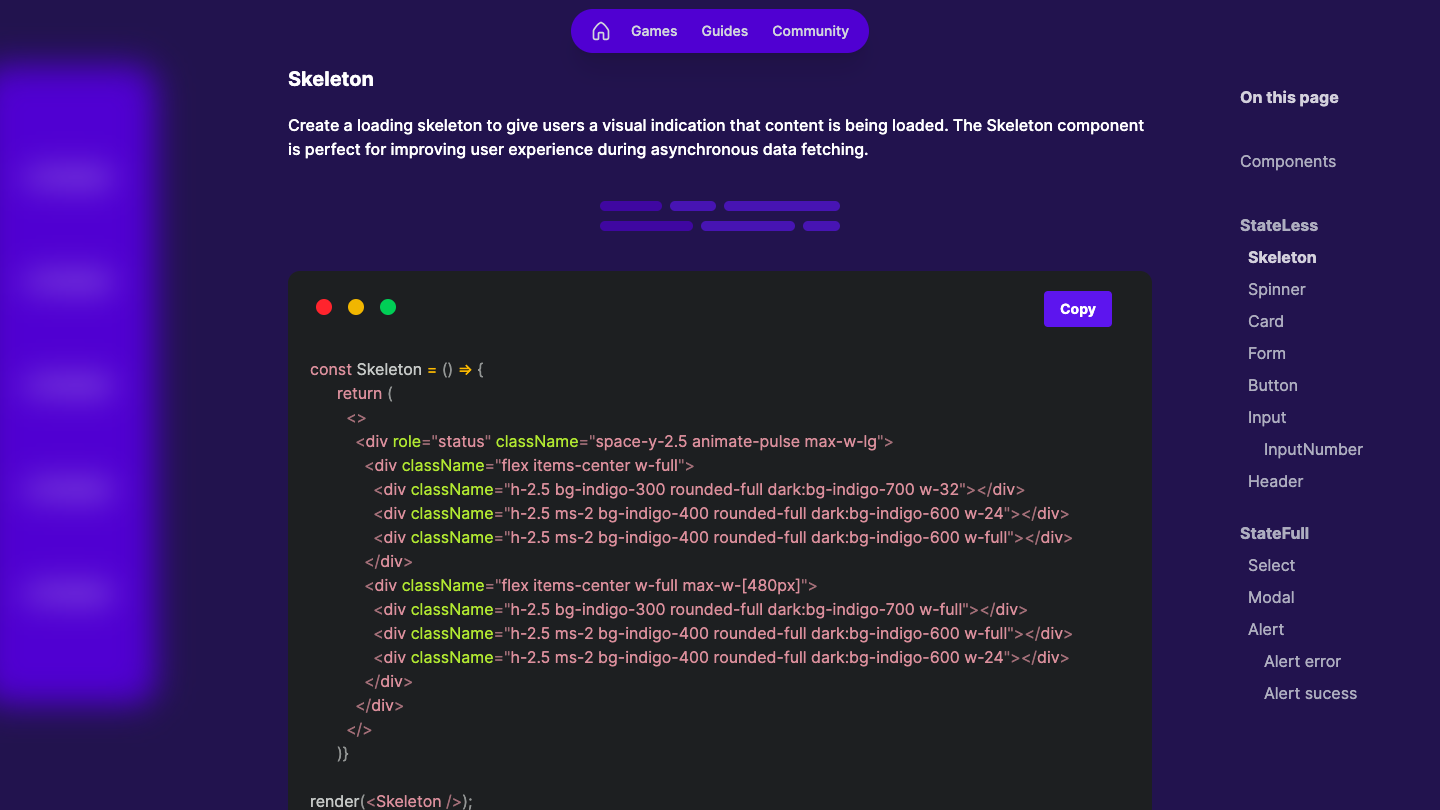 Games Guides Community
Skeleton
Create a loading skeleton to give users a visual indication that content is being loaded. The Skeleton component
is perfect for improving user experience during asynchronous data fetching.
Copy
const Skeleton = () => {
return (
<>
<div role="status" className="space-y-2.5 animate-pulse max-w-lg">
<div className="flex items-center w-full">
<div className="h-2.5 bg-indigo-300 rounded-full dark:bg-indigo-700 w-32"></div>
<div className="h-2.5 ms-2 bg-indigo-400 rounded-full dark:bg-indigo-600 w-24"></div>
<div className="h-2.5 ms-2 bg-indigo-400 rounded-full dark:bg-indigo-600 w-full"></div>
</div>
<div className="flex items-center w-full max-w-[480px]">
<div className="h-2.5 bg-indigo-300 rounded-full dark:bg-indigo-700 w-full"></div>
<div className="h-2.5 ms-2 bg-indigo-400 rounded-full dark:bg-indigo-600 w-full"></div>
<div className="h-2.5 ms-2 bg-indigo-400 rounded-full dark:bg-indigo-600 w-24"></div>
</div>
</div>
</>
)}
render(<Skeleton />);
On this page
Components
StateLess
Skeleton
Spinner
Card
Form
Button
Input
InputNumber
Header
StateFull
Select
Modal
Alert
Alert error
Alert sucess